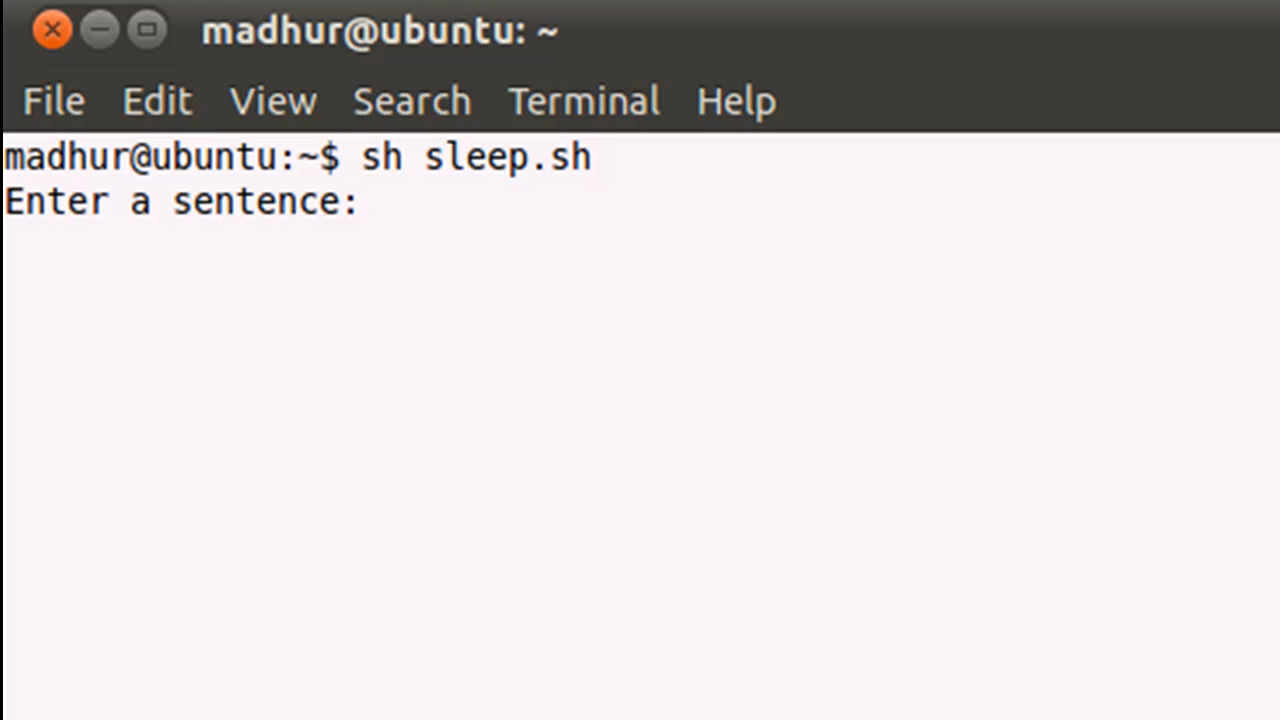 madhur@ubuntu: ~
File Edit View Search Terminal Help
madhur@ubuntu:~$ sh sleep.sh
Enter a sentence: